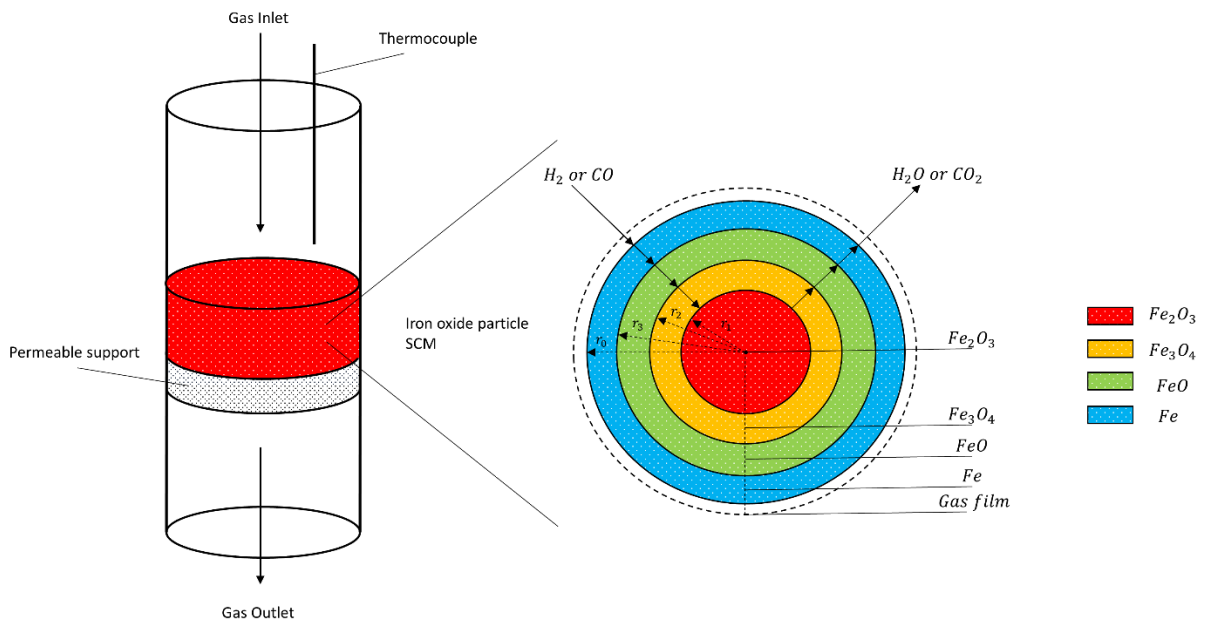 Gas Inlet
Thermocouple
Permeable support
Gas Outlet
Iron oxide particle
SCM
H₂ or CO
H₂O or CO₂
r₁
r₂
r₃
r₀
Fe₂O₃
Fe₃O₄
FeO
Fe
Gas film
Fe₂O₃
Fe₃O₄
FeO
Fe